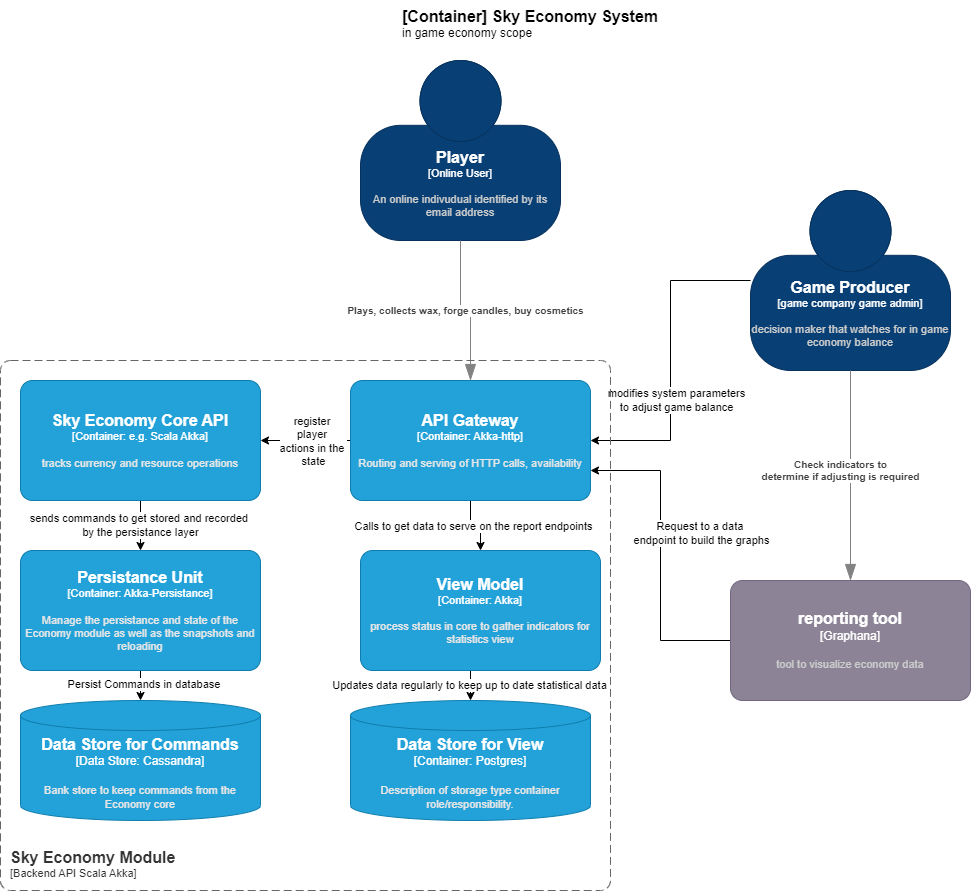 [Container] Sky Economy System
in game economy scope
Player
[Online User]
An online indivudual identified by its
email address
Game Producer
[game company game admin]
decision maker that watches for in game
economy balance
Plays, collects wax, forge candles, buy cosmetics
modifies system parameters
to adjust game balance
Sky Economy Core API
[Container: e.g. Scala Akka]
tracks currency and resource operations
register
player
actions in the
state
API Gateway
[Container: Akka-http]
Routing and serving of HTTP calls, availability
Check indicators to
determine if adjusting is required
sends commands to get stored and recorded
by the persistance layer
Calls to get data to serve on the report endpoints
Request to a data
endpoint to build the graphs
Persistance Unit
[Container: Akka-Persistance]
Manage the persistance and state of the
Economy module as well as the snapshots and
reloading
View Model
[Container: Akka]
process status in core to gather indicators for
statistics view
reporting tool
[Graphana]
tool to visualize economy data
Persist Commands in database
Updates data regularly to keep up to date statistical data
Data Store for Commands
[Data Store: Cassandra]
Bank store to keep commands from the
Economy core
Data Store for View
[Container: Postgres]
Description of storage type container
role/responsibility.
Sky Economy Module
[Backend API Scala Akka]